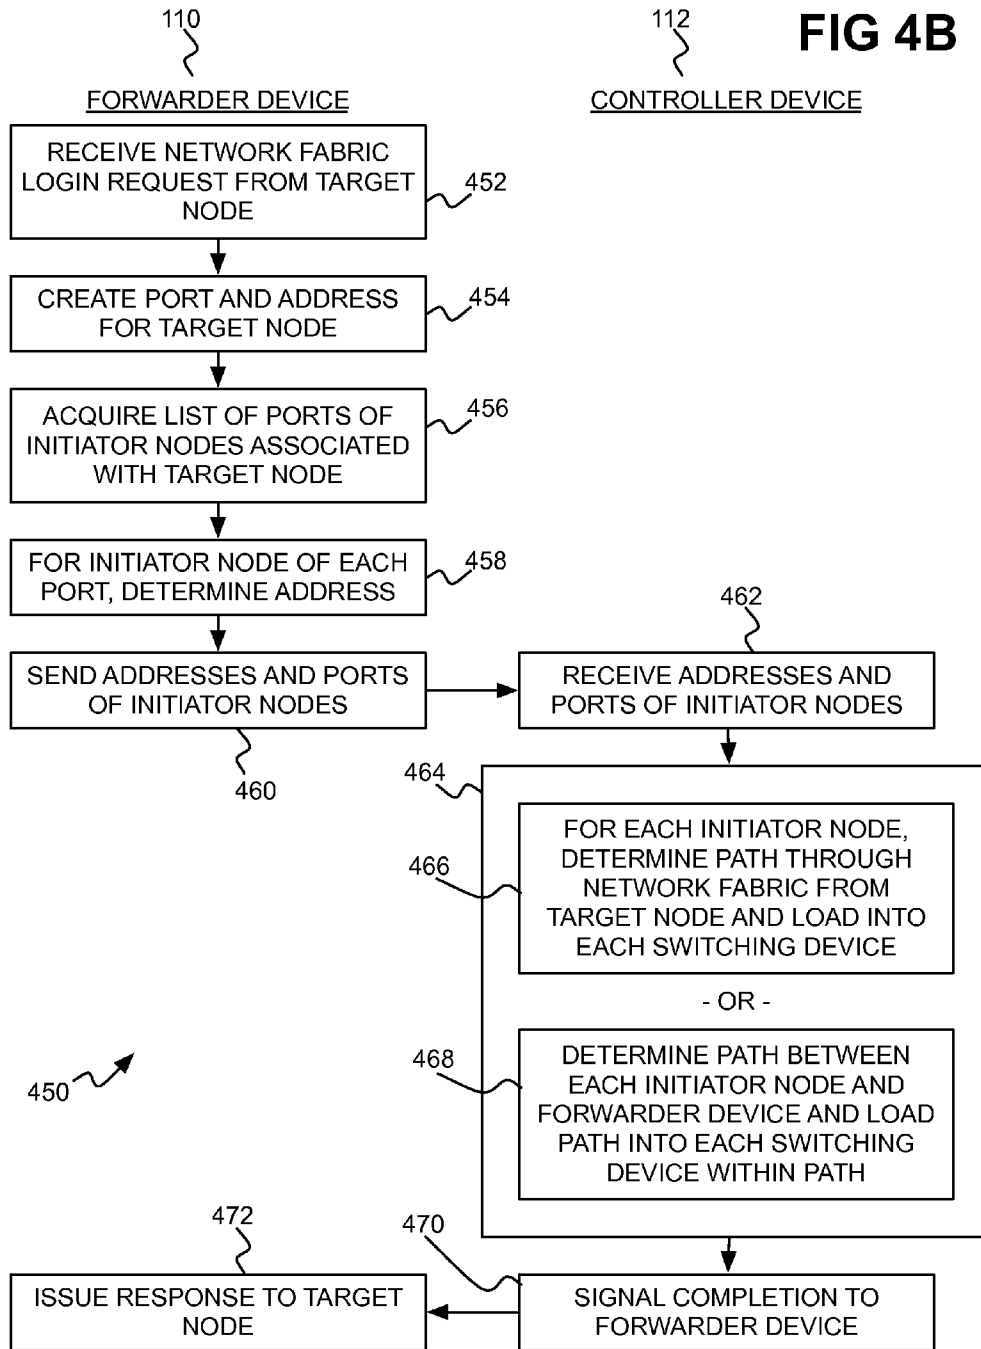 110
112
FIG 4B
FORWARDER DEVICE
CONTROLLER DEVICE
RECEIVE NETWORK FABRIC
LOGIN REQUEST FROM TARGET
NODE
452
CREATE PORT AND ADDRESS
FOR TARGET NODE
454
ACQUIRE LIST OF PORTS OF
INITIATOR NODES ASSOCIATED
WITH TARGET NODE
456
FOR INITIATOR NODE OF EACH
PORT, DETERMINE ADDRESS
458
SEND ADDRESSES AND PORTS
OF INITIATOR NODES
460
462
RECEIVE ADDRESSES AND
PORTS OF INITIATOR NODES
464
466
FOR EACH INITIATOR NODE,
DETERMINE PATH THROUGH
NETWORK FABRIC FROM
TARGET NODE AND LOAD INTO
EACH SWITCHING DEVICE
- OR -
468
DETERMINE PATH BETWEEN
EACH INITIATOR NODE AND
FORWARDER DEVICE AND LOAD
PATH INTO EACH SWITCHING
DEVICE WITHIN PATH
450
470
SIGNAL COMPLETION TO
FORWARDER DEVICE
472
ISSUE RESPONSE TO TARGET
NODE